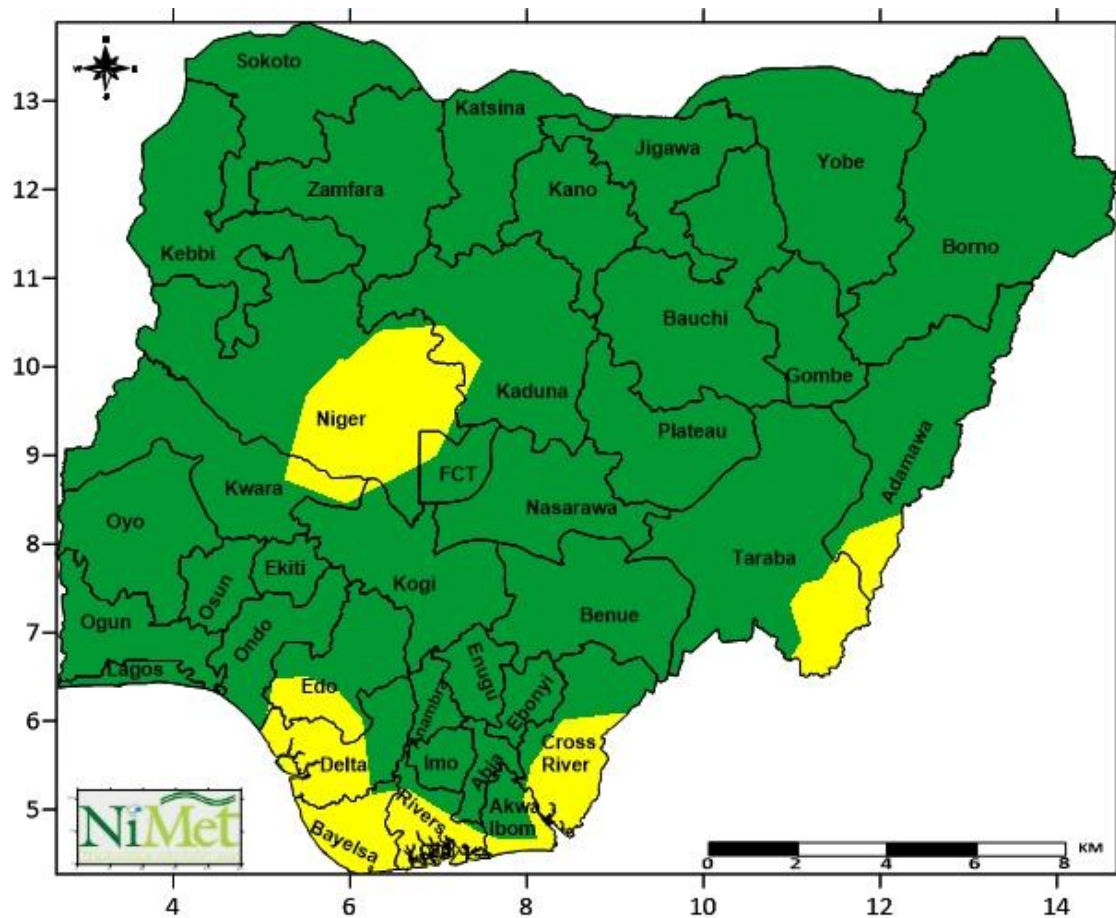 Sokoto
13
Katsina
Jigawa
Yobe
12
Zamfara
Kano
Kebbi
Borno
11
Bauchi
10
Gombe
Kaduna
Niger
Plateau
9
FCT
Adamawa
Kwara
Nasarawa
Oyo
8
Taraba
Ekiti
Osun
Kogi
Benue
Ogun
7
Ondo
Lagos
Enugu
Edo
Ebonyi
Anambra
6
Cross
River
Delta
Imo
Abia
5
Rivers
Akwa
Ibom
NiMet
Bayelsa
KM
0 2 4 6 8
4 6 8 10 12 14